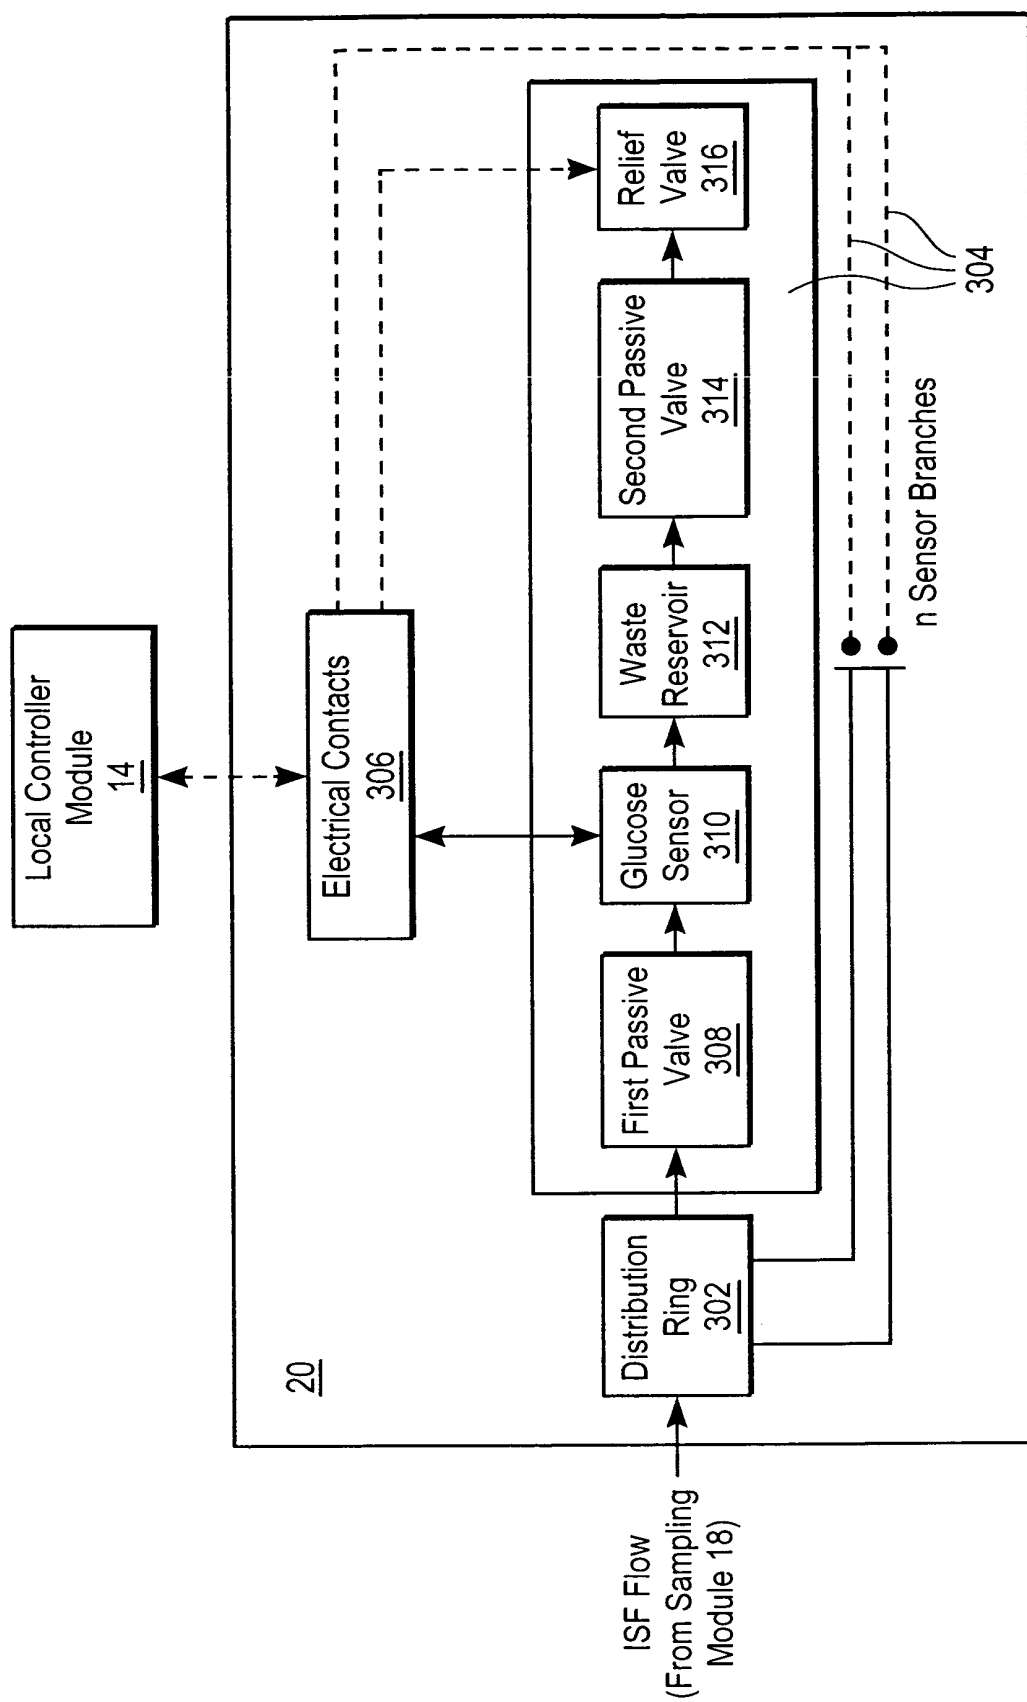 Local Controller
Module
14
20
Electrical Contacts
306
ISF Flow
(From Sampling
Module 18)
Distribution
Ring
302
First Passive
Valve
308
Glucose
Sensor
310
Waste
Reservoir
312
Second Passive
Valve
314
Relief
Valve
316
n Sensor Branches
304